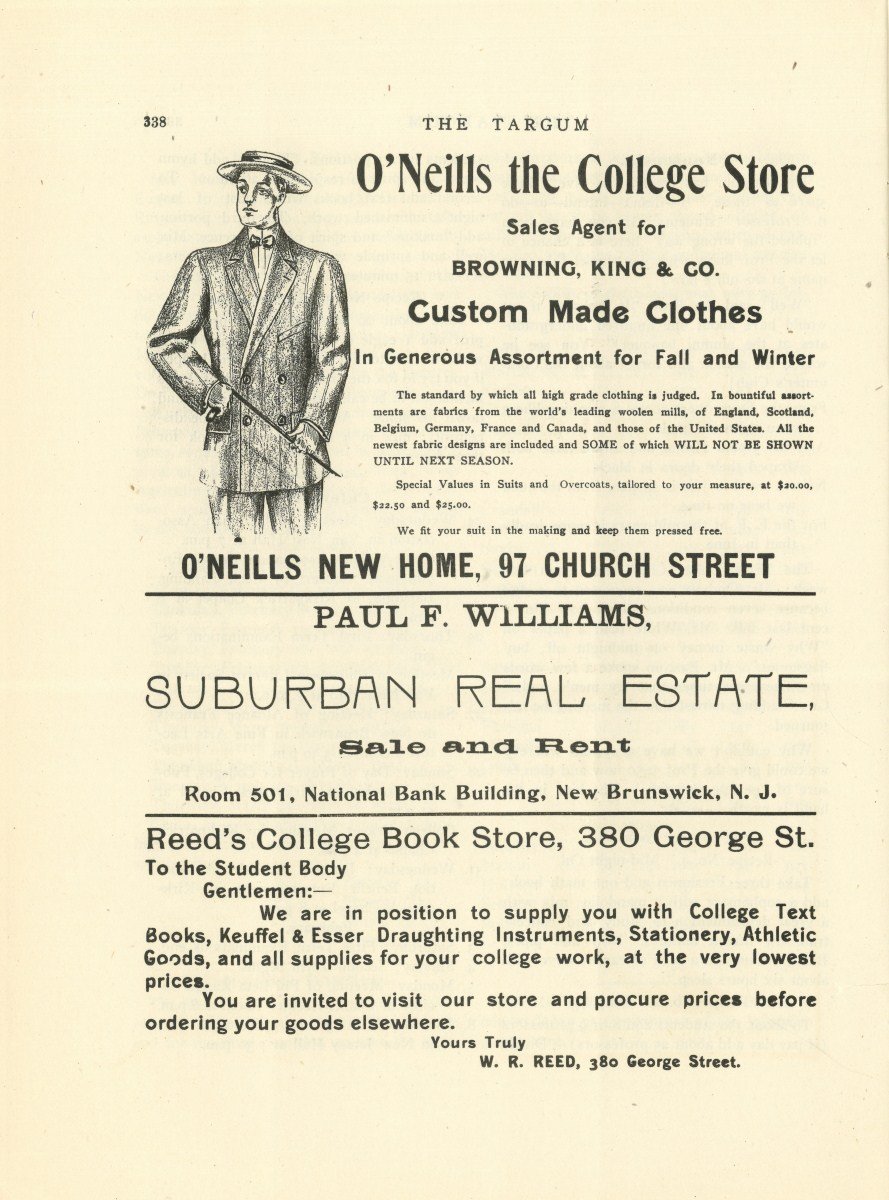 338
THE TARGUM
O'Neills the College Store
Sales Agent for
BROWNING, KING & CO.
Custom Made Clothes
In Generous Assortment for Fall and Winter
The standard by which all high grade clothing is judged. In bountiful assort-
ments are fabrics from the world's leading woolen mills, of England, Scotland,
Belgium, Germany, France and Canada, and those of the United States. All the
newest fabric designs are included and SOME of which WILL NOT BE SHOWN
UNTIL NEXT SEASON.
Special Values in Suits and Overcoats, tailored to your measure, at $20.00,
$22.50 and $25.00.
We fit your suit in the making and keep them pressed free.
O'NEILLS NEW HOME, 97 CHURCH STREET
PAUL F. WILLIAMS,
SUBURBAN REAL ESTATE,
Sale and Rent
Room 501, National Bank Building, New Brunswick, N. J.
Reed's College Book Store, 380 George St.
To the Student Body
Gentlemen:—
We are in position to supply you with College Text
Books, Keuffel & Esser Draughting Instruments, Stationery, Athletic
Goods, and all supplies for your college work, at the very lowest
prices.
You are invited to visit our store and procure prices before
ordering your goods elsewhere.
Yours Truly
W. R. REED, 380 George Street.